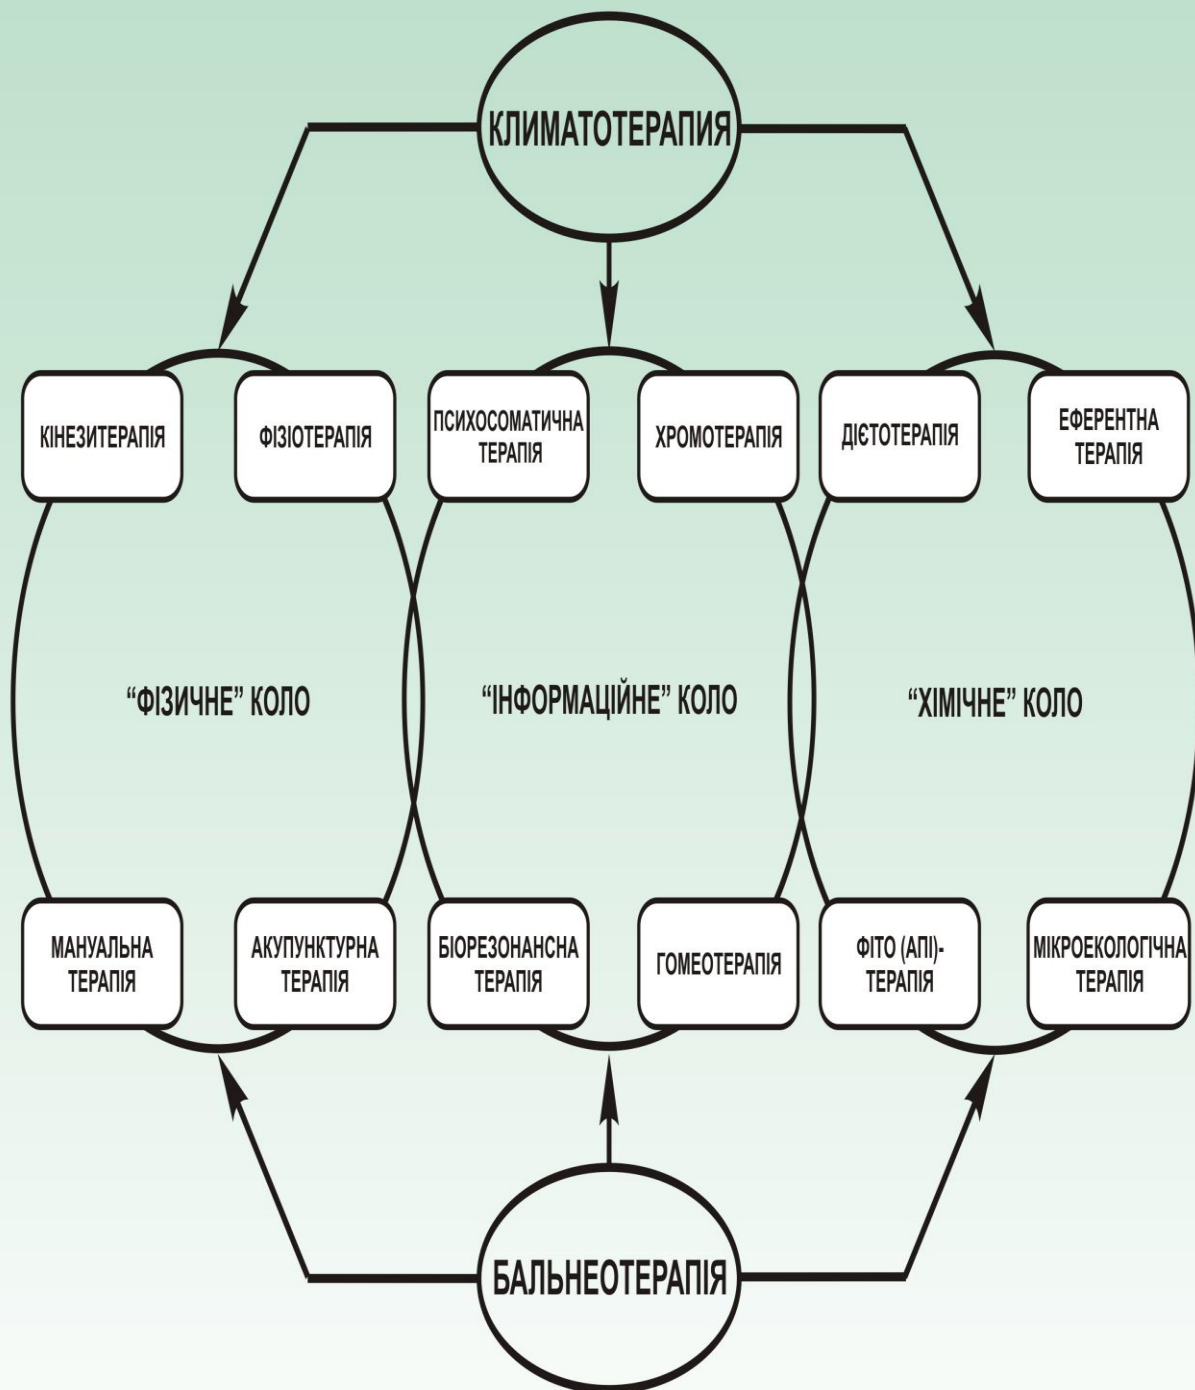 КЛИМАТОТЕРАПИЯ
КІНЕЗИТЕРАПІЯ
ФІЗІОТЕРАПІЯ
ПСИХОСОМАТИЧНА
ТЕРАПІЯ
ХРОМОТЕРАПІЯ
ДІЄТОТЕРАПІЯ
ЕФЕРЕНТНА
ТЕРАПІЯ
“ФІЗИЧНЕ” КОЛО
“ІНФОРМАЦІЙНЕ” КОЛО
“ХІМІЧНЕ” КОЛО
МАНУАЛЬНА
ТЕРАПІЯ
АКУПУНКТУРНА
ТЕРАПІЯ
БІОРЕЗОНАНСНА
ТЕРАПІЯ
ГОМЕОТЕРАПІЯ
ФІТО (АПІ)-
ТЕРАПІЯ
МІКРОЕКОЛОГІЧНА
ТЕРАПІЯ
БАЛЬНЕОТЕРАПІЯ